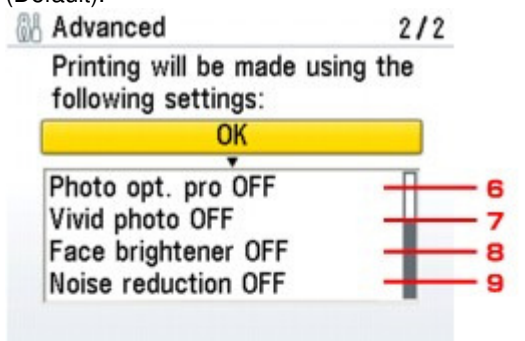 (Default).
Advanced 2/2
Printing will be made using the
following settings:
OK
Photo opt. pro OFF 6
Vivid photo OFF 7
Face brightener OFF 8
Noise reduction OFF 9